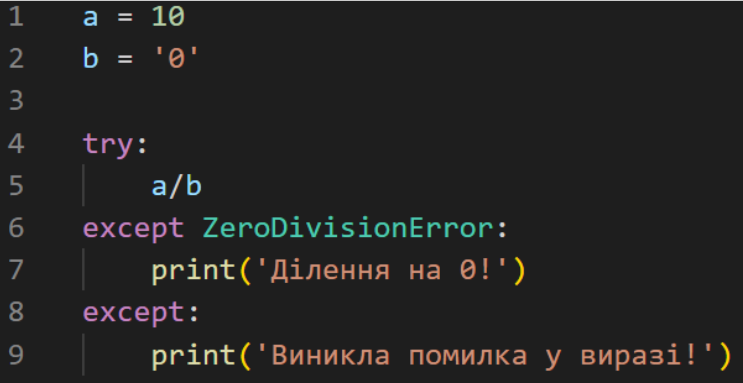 1 a = 10
2 b = '0'
3
4 try:
5     a/b
6 except ZeroDivisionError:
7     print('Ділення на 0!')
8 except:
9     print('Виникла помилка у виразі!')